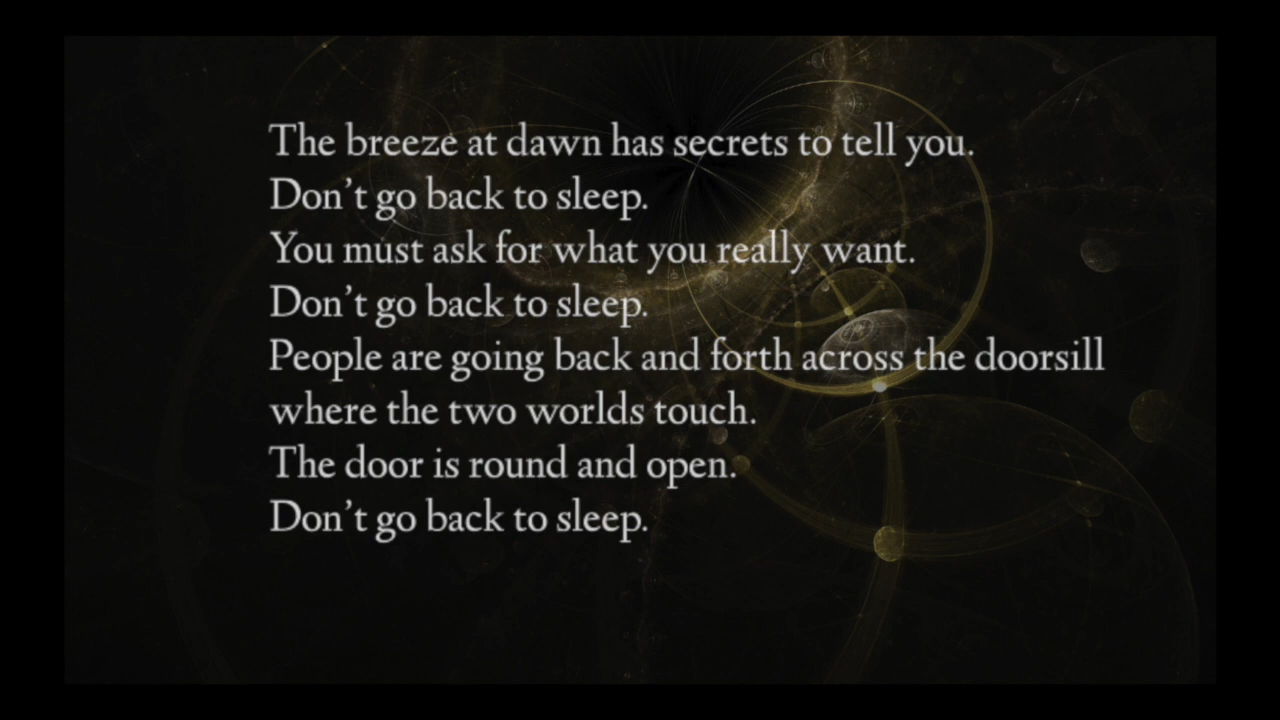 The breeze at dawn has secrets to tell you.
Don’t go back to sleep.
You must ask for what you really want.
Don’t go back to sleep.
People are going back and forth across the doorsill
where the two worlds touch.
The door is round and open.
Don’t go back to sleep.